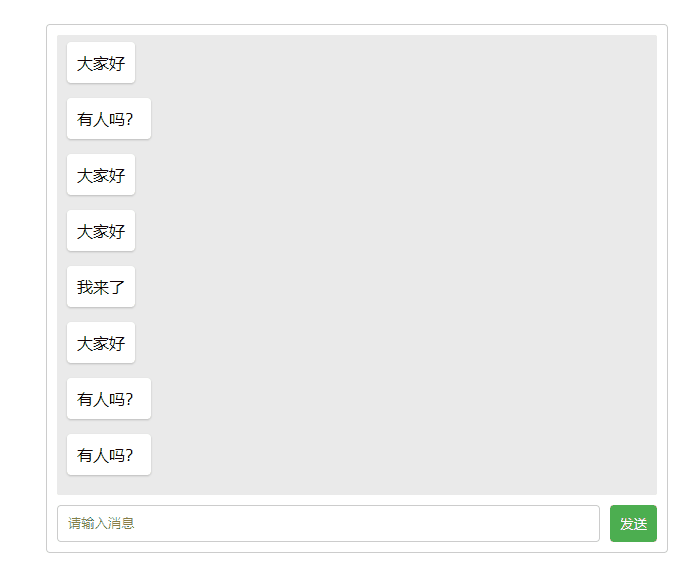 大家好
有人吗？
大家好
大家好
我来了
大家好
有人吗？
有人吗？
请输入消息
发送